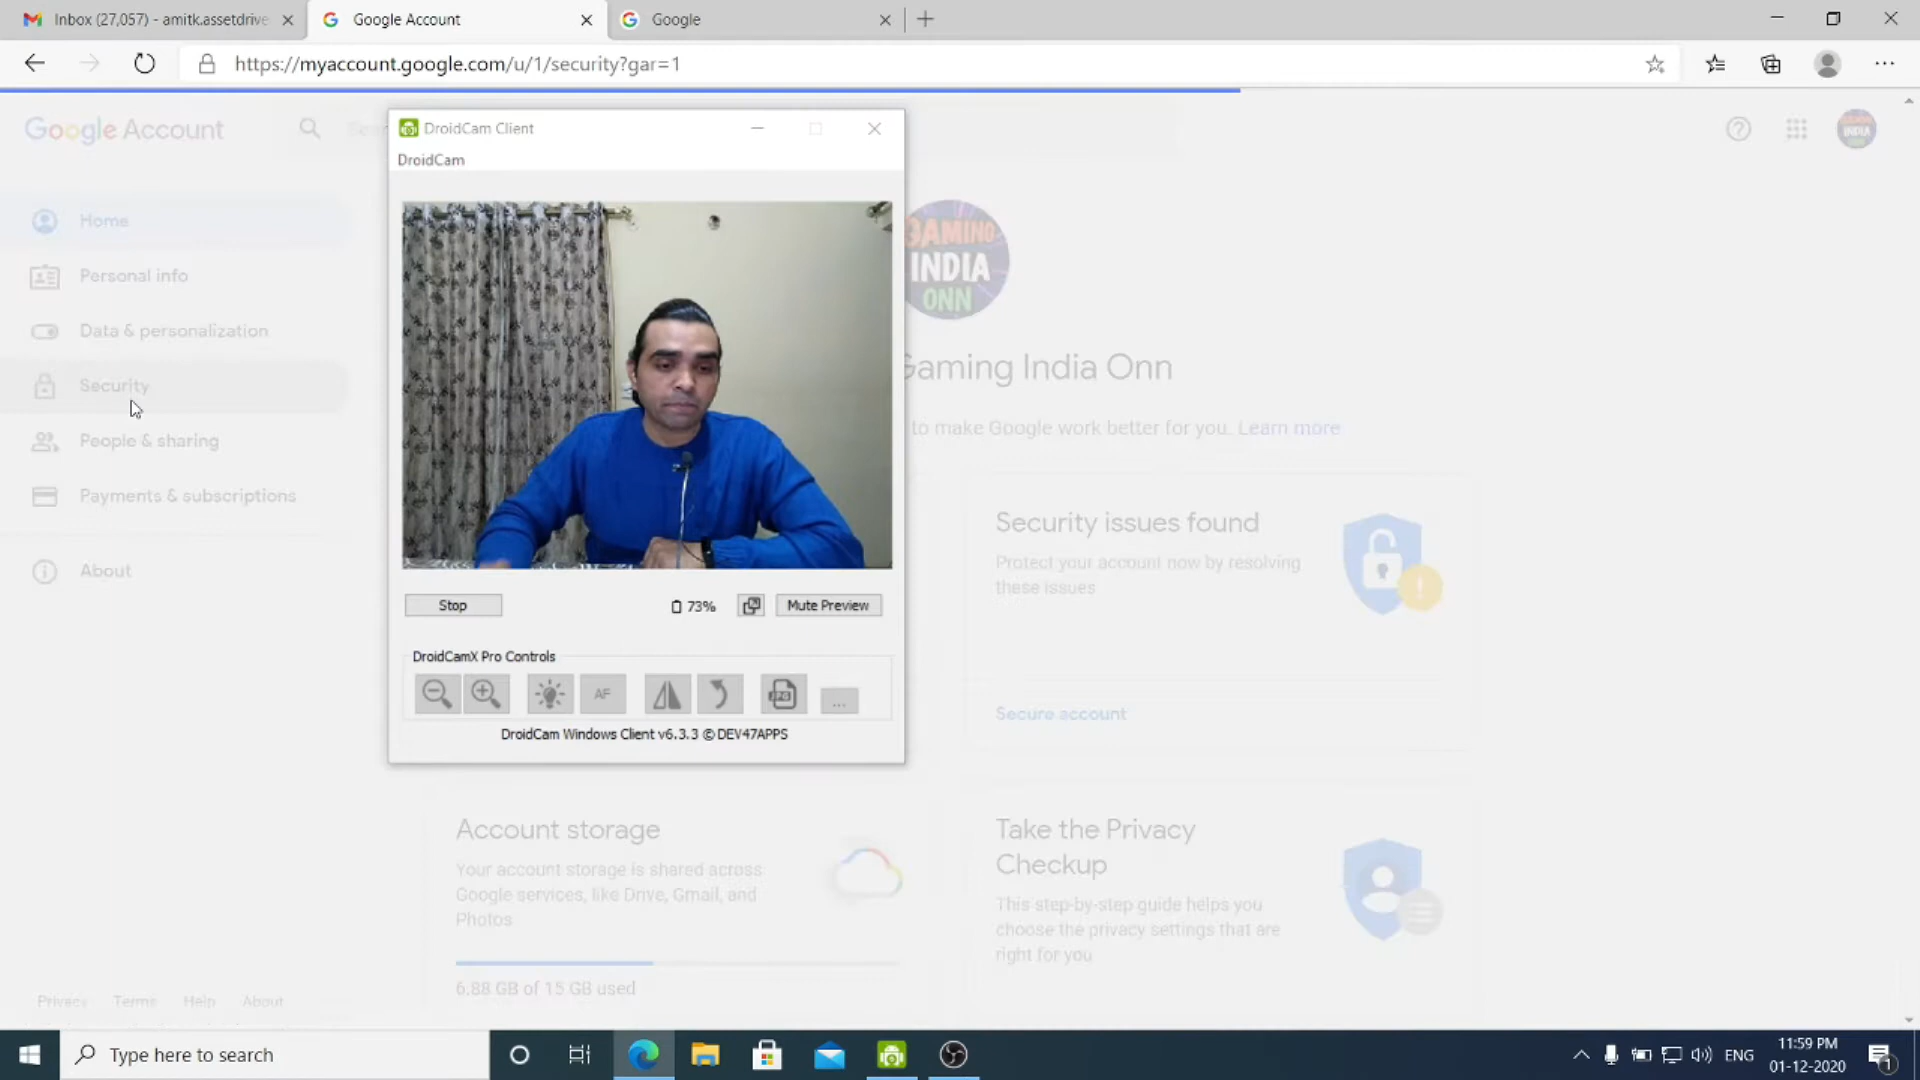 Inbox (27,057) - amitk.assetdrive
Google Account
Google
https://myaccount.google.com/u/1/security?gar=1
Google Account
DroidCam Client
DroidCam
INDIA
Home
Personal info
Data & personalization
Security
People & sharing
Payments & subscriptions
About
GAMING
INDIA
ONN
Gaming India Onn
to make Google work better for you. Learn more
Security issues found
Protect your account now by resolving
these issues
Secure account
Stop
73%
Mute Preview
DroidCamX Pro Controls
AF
JPG
...
DroidCam Windows Client v6.3.3 © DEV47APPS
Account storage
Your account storage is shared across
Google services, like Drive, Gmail, and
Photos
6.88 GB of 15 GB used
Take the Privacy
Checkup
This step-by-step guide helps you
choose the privacy settings that are
right for you
Privacy
Terms
Help
About
Type here to search
ENG
11:59 PM
01-12-2020
1